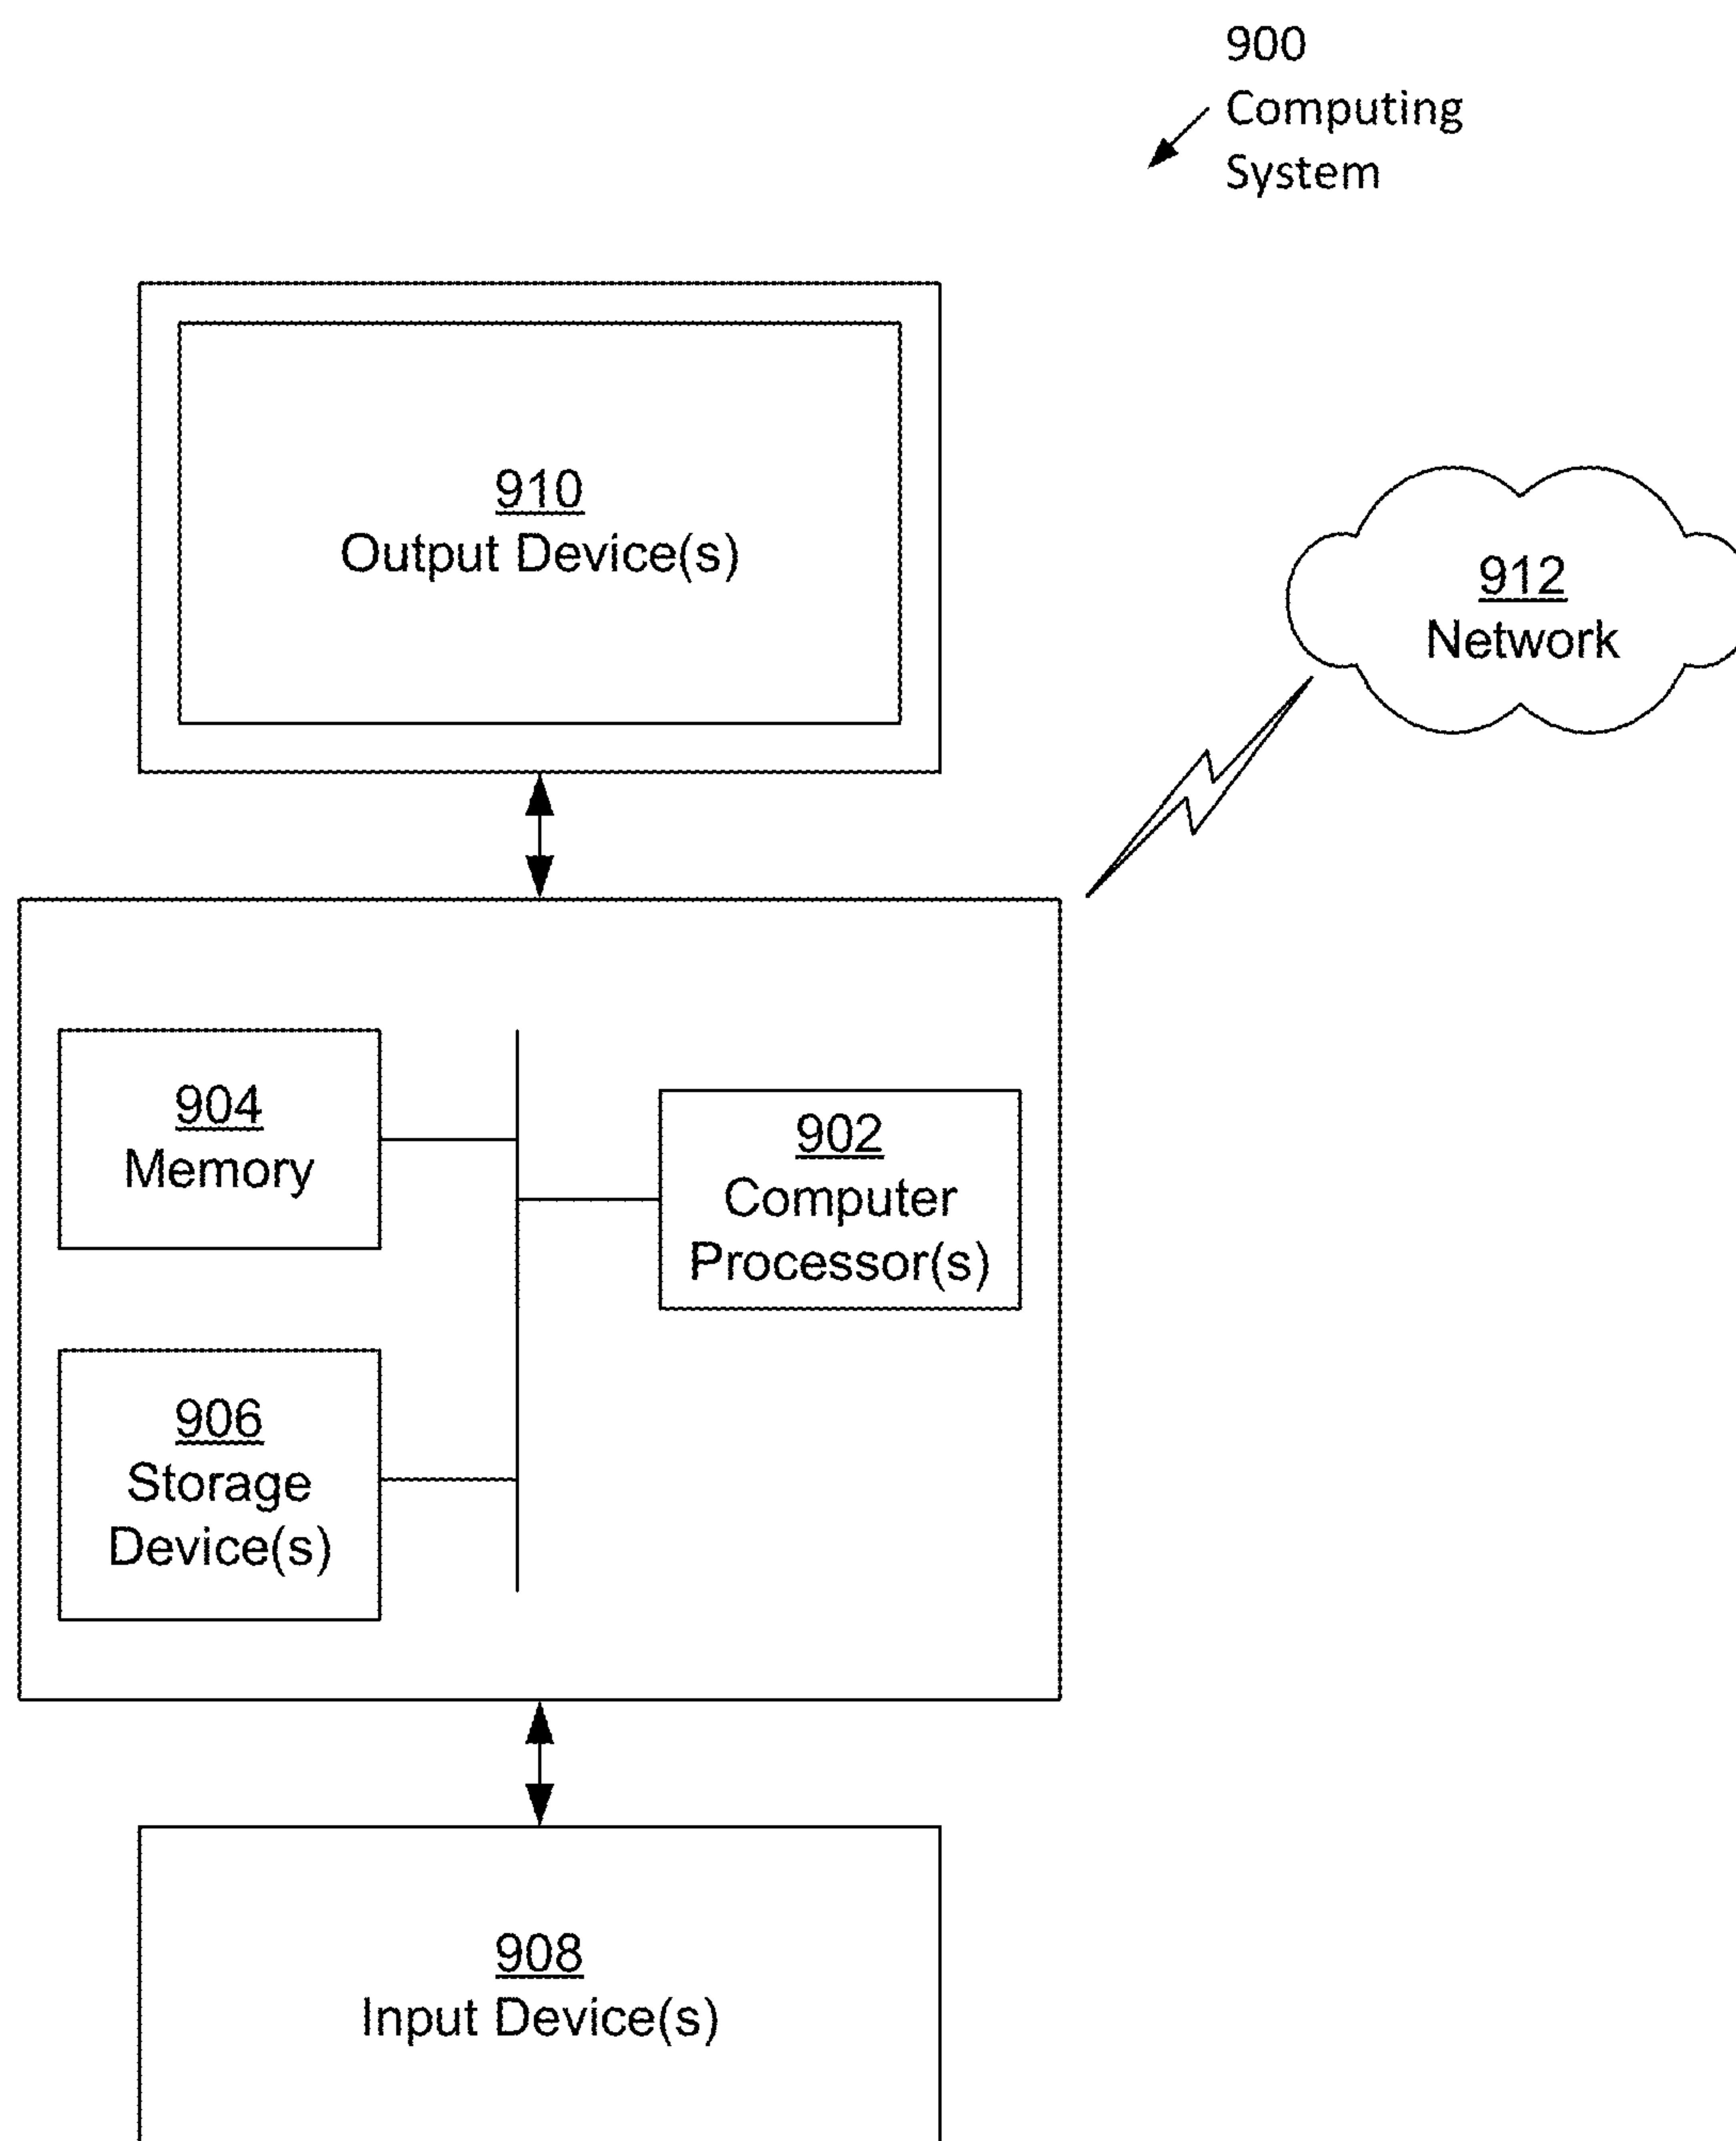 900
Computing
System
910
Output Device(s)
912
Network
904
Memory
902
Computer
Processor(s)
906
Storage
Device(s)
908
Input Device(s)